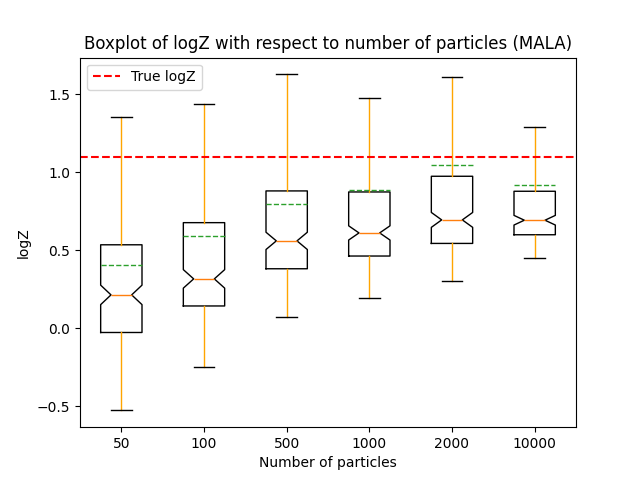 Boxplot of logZ with respect to number of particles (MALA)
True logZ
1.5
1.0
0.5
0.0
−0.5
logZ
50 100 500 1000 2000 10000
Number of particles